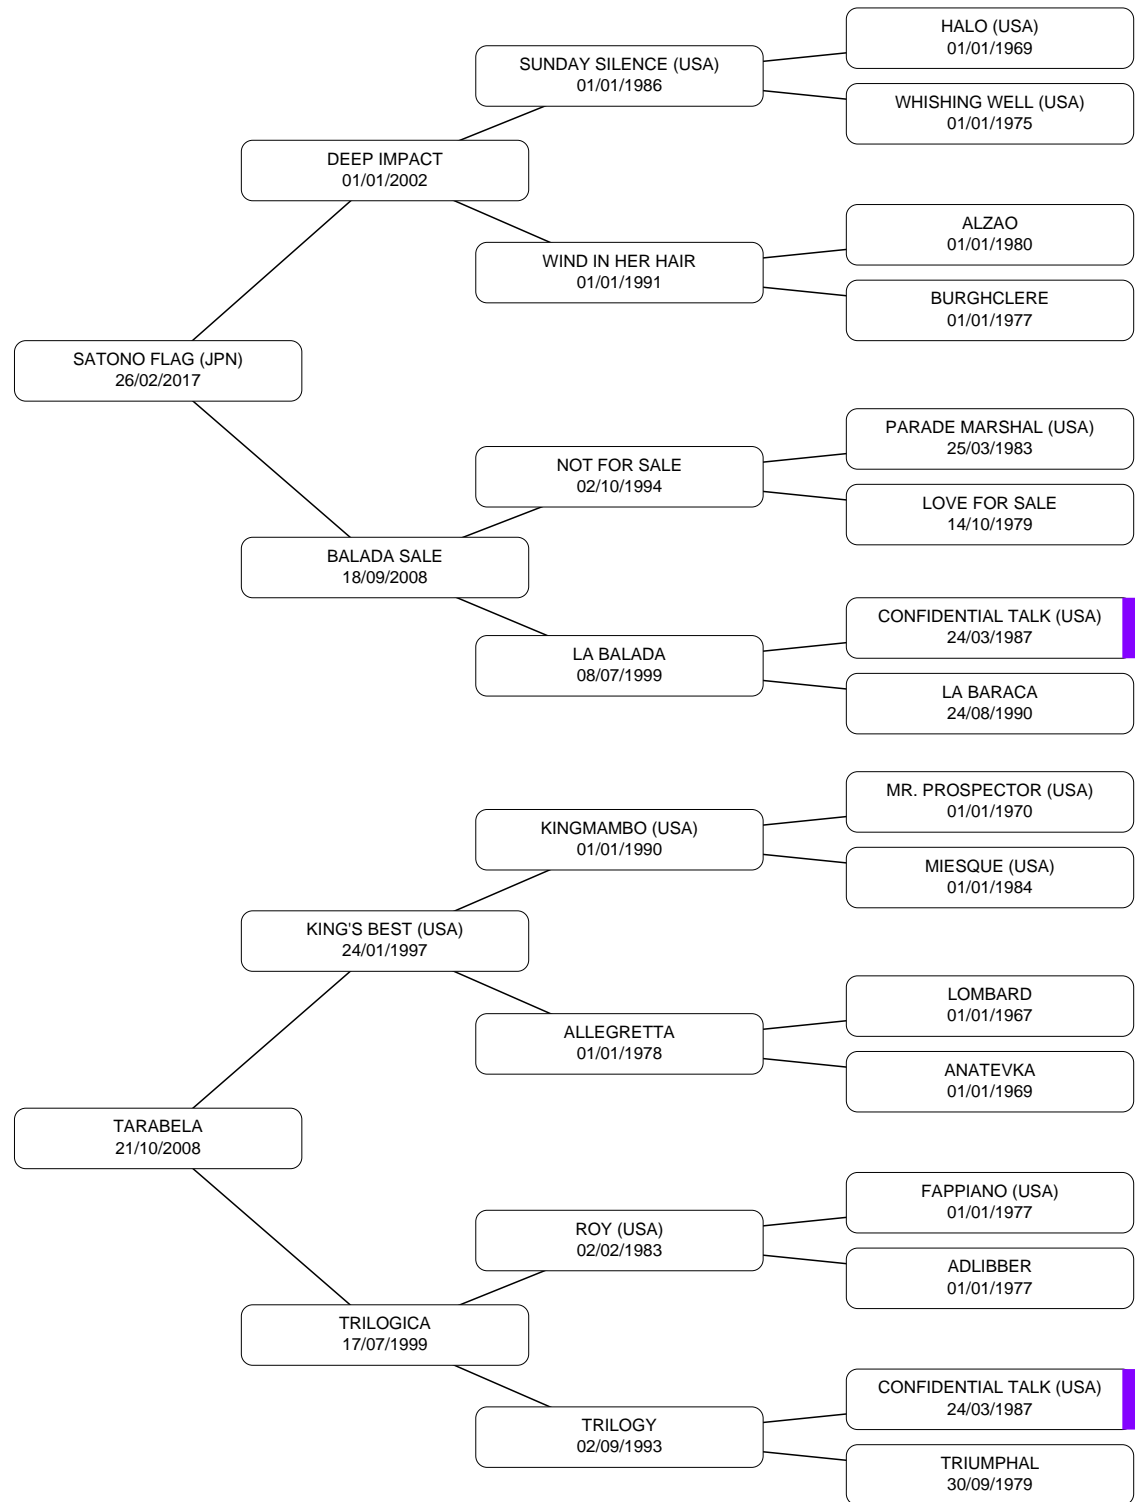 HALO (USA)
01/01/1969
SUNDAY SILENCE (USA)
01/01/1986
WHISHING WELL (USA)
01/01/1975
DEEP IMPACT
01/01/2002
ALZAO
01/01/1980
WIND IN HER HAIR
01/01/1991
BURGHCLERE
01/01/1977
SATONO FLAG (JPN)
26/02/2017
PARADE MARSHAL (USA)
25/03/1983
NOT FOR SALE
02/10/1994
LOVE FOR SALE
14/10/1979
BALADA SALE
18/09/2008
CONFIDENTIAL TALK (USA)
24/03/1987
LA BALADA
08/07/1999
LA BARACA
24/08/1990
MR. PROSPECTOR (USA)
01/01/1970
KINGMAMBO (USA)
01/01/1990
MIESQUE (USA)
01/01/1984
KING'S BEST (USA)
24/01/1997
LOMBARD
01/01/1967
ALLEGRETTA
01/01/1978
ANATEVKA
01/01/1969
TARABELA
21/10/2008
FAPPIANO (USA)
01/01/1977
ROY (USA)
02/02/1983
ADLIBBER
01/01/1977
TRILOGICA
17/07/1999
CONFIDENTIAL TALK (USA)
24/03/1987
TRILOGY
02/09/1993
TRIUMPHAL
30/09/1979